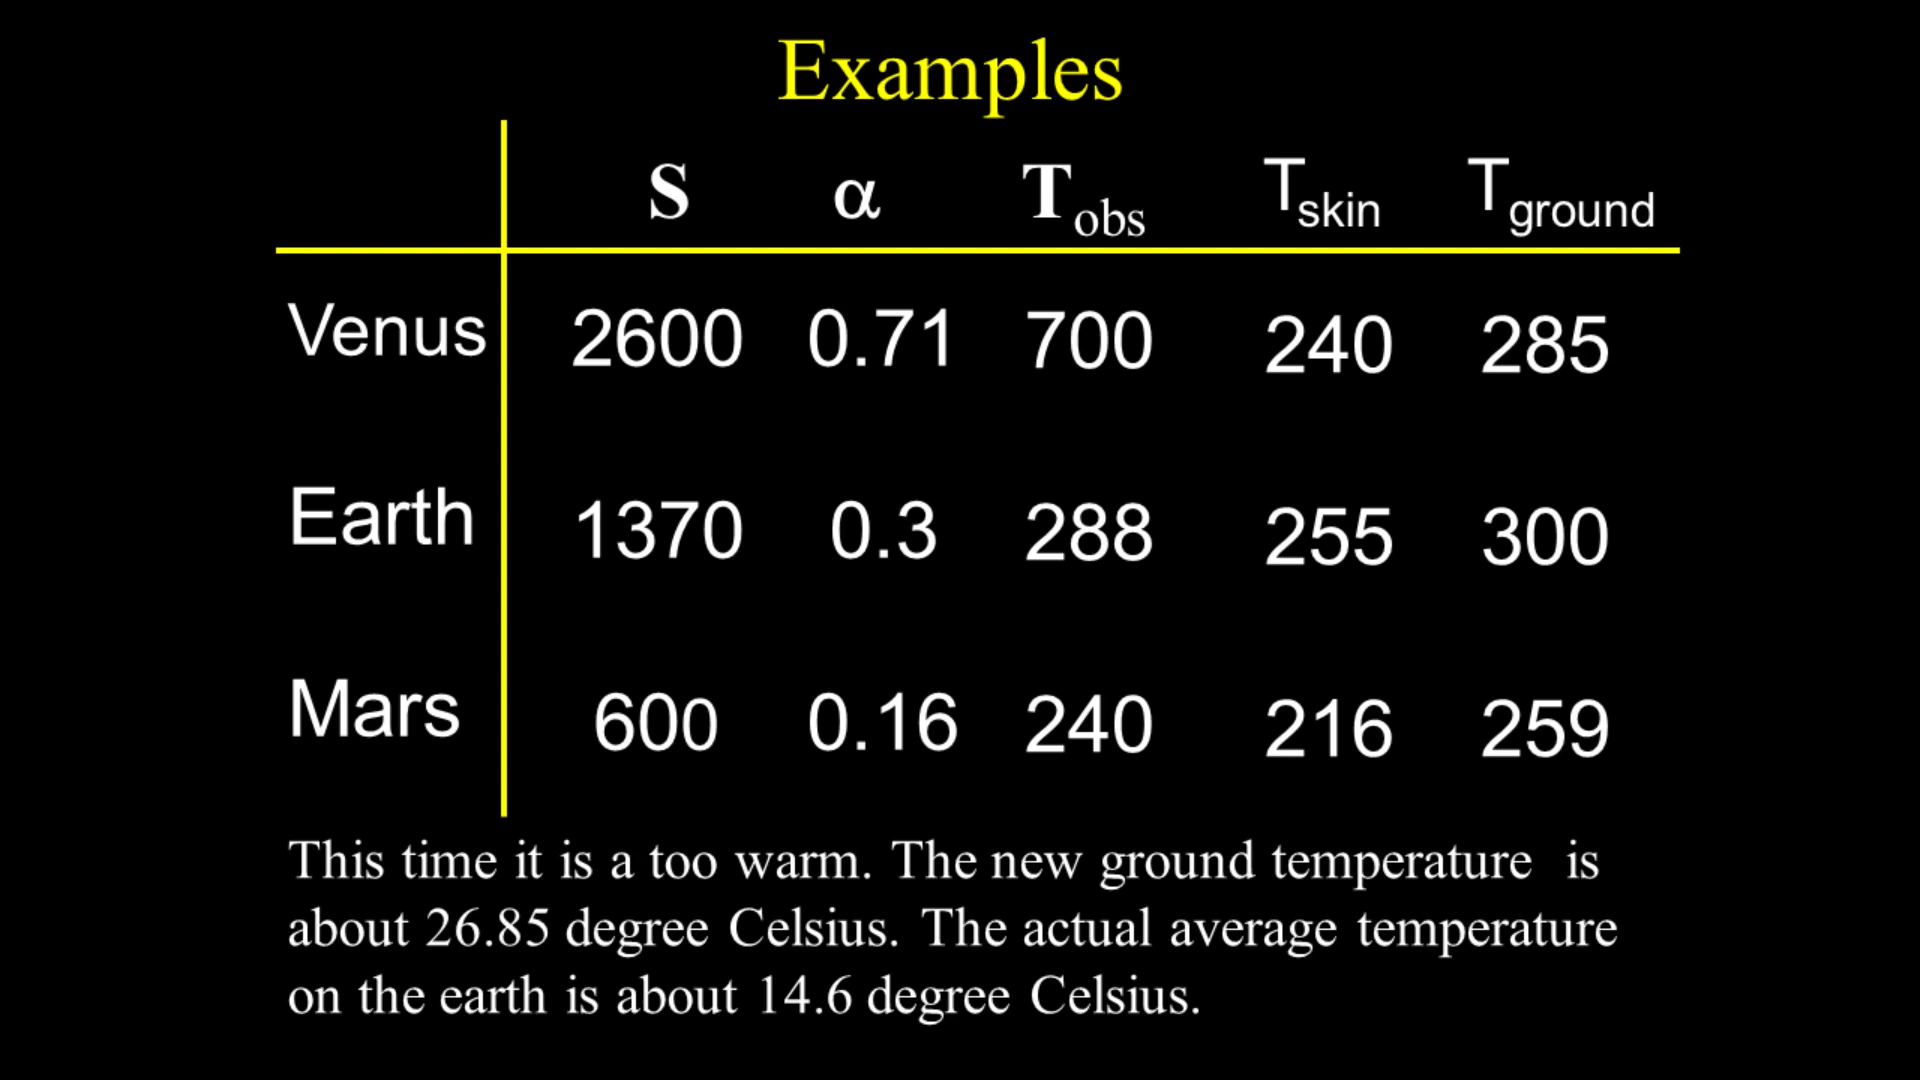 Examples
S α Tobs Tskin Tground
Venus 2600 0.71 700 240 285
Earth 1370 0.3 288 255 300
Mars 600 0.16 240 216 259
This time it is a too warm. The new ground temperature is
about 26.85 degree Celsius. The actual average temperature
on the earth is about 14.6 degree Celsius.